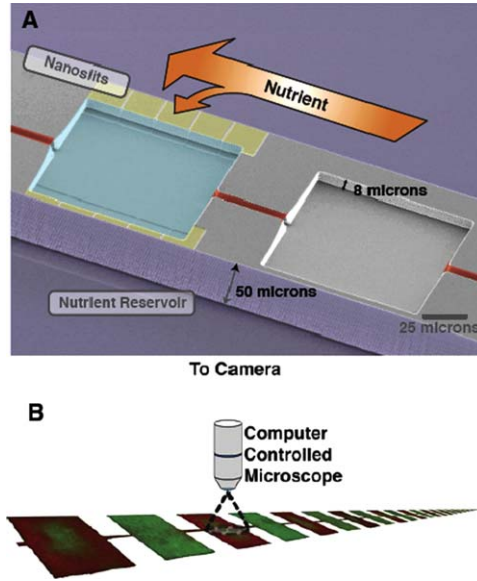 A
Nanoslits
Nutrient
8 microns
50 microns
Nutrient Reservoir
25 microns
To Camera
B
Computer
Controlled
Microscope